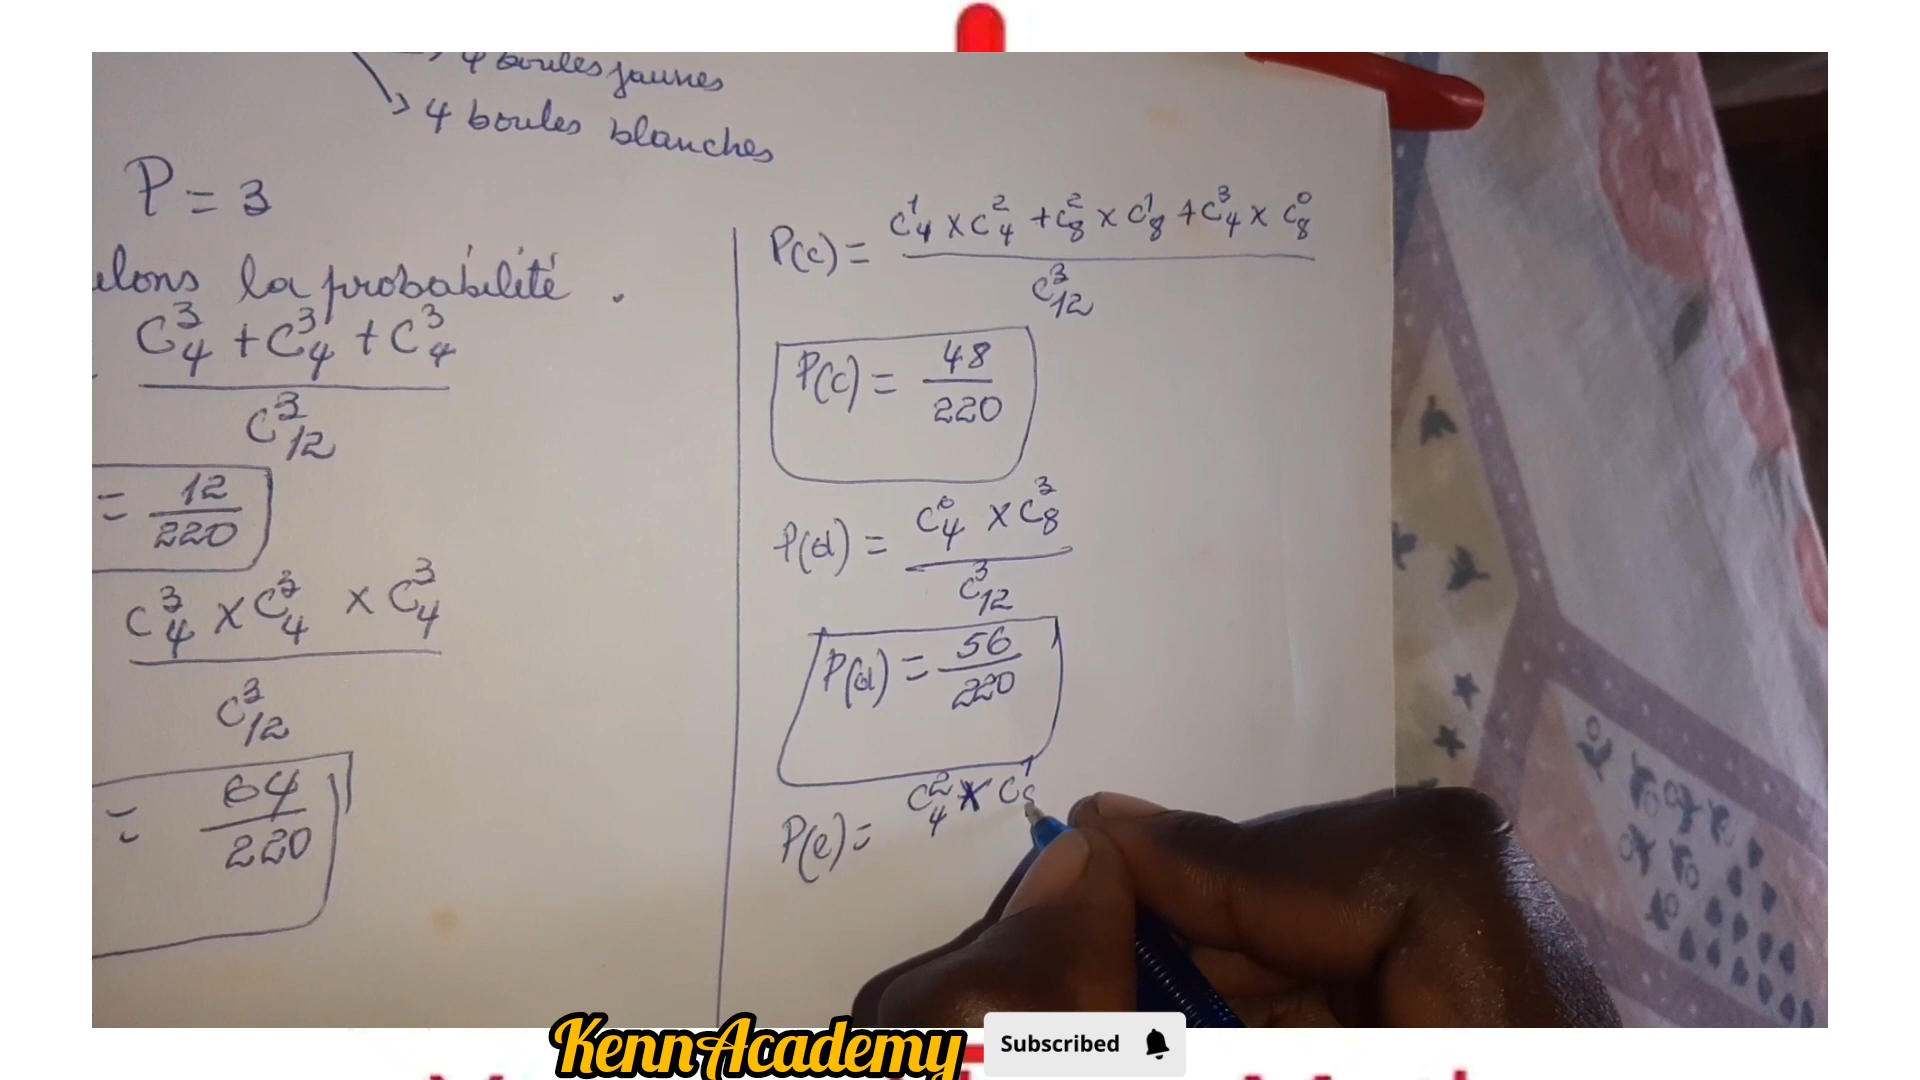 4 boules jaunes
4 boules blanches
P = 3
ulons la probabilité .
C³₄ + C³₄ + C³₄
C³₁₂
= 12
220
C³₄ x C³₄ x C³₄
C³₁₂
= 64
220
P(c) = C¹₄ x C²₄ + C²₈ x C¹₈ + C³₄ x C⁰₈
C³₁₂
P(c) = 48
220
P(d) = C⁰₄ x C³₈
C³₁₂
P(d) = 56
220
P(e) = C²₄ x C¹₈
KennAcademy
Subscribed